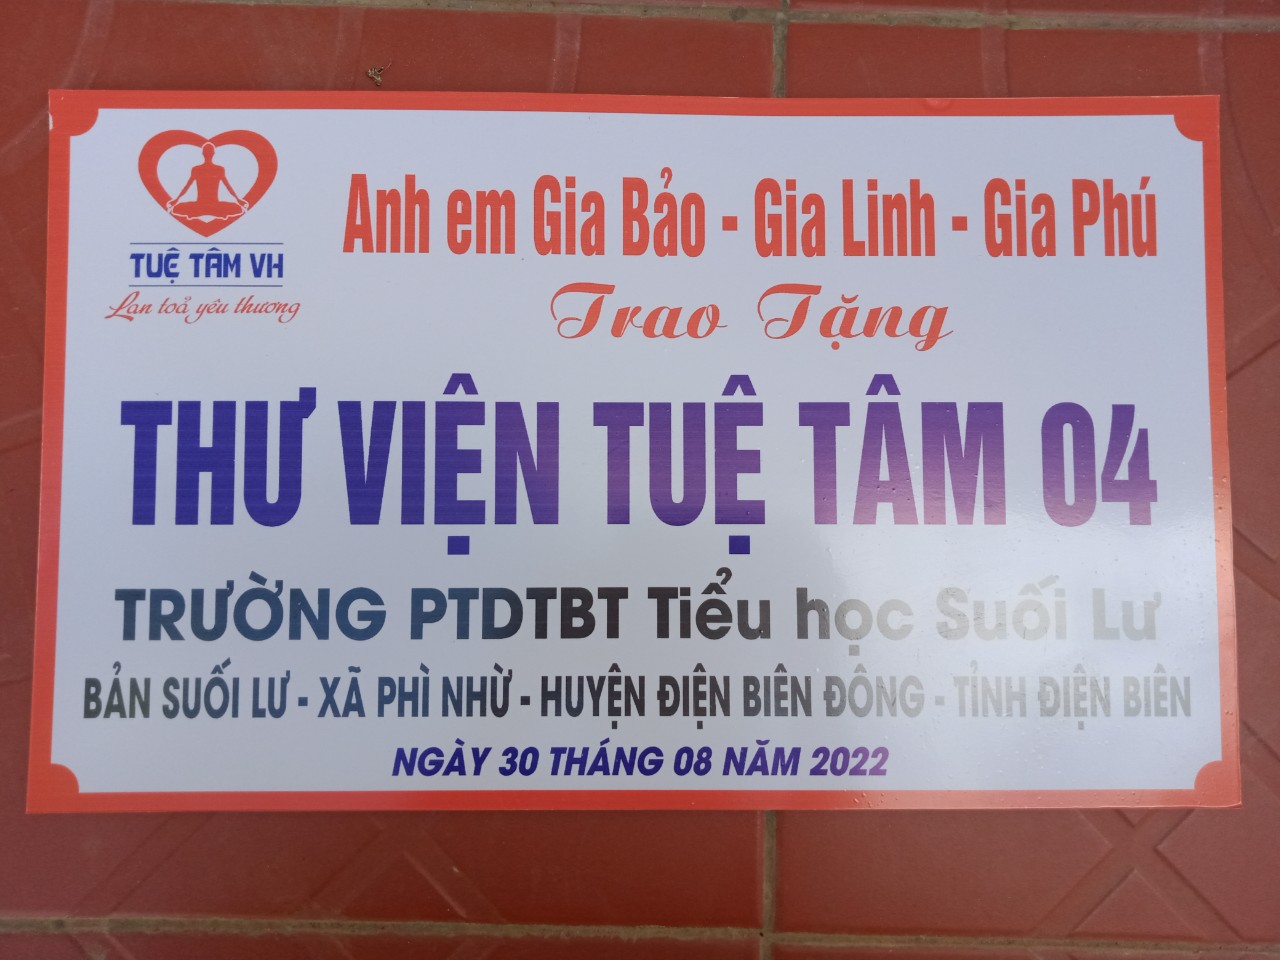 TUỆ TÂM VH
Lan toả yêu thương
Anh em Gia Bảo - Gia Linh - Gia Phú
Trao Tặng
THƯ VIỆN TUỆ TÂM 04
TRƯỜNG PTDTBT Tiểu học Suối Lư
BẢN SUỐI LƯ - XÃ PHÌ NHỪ - HUYỆN ĐIỆN BIÊN ĐÔNG - TỈNH ĐIỆN BIÊN
NGÀY 30 THÁNG 08 NĂM 2022